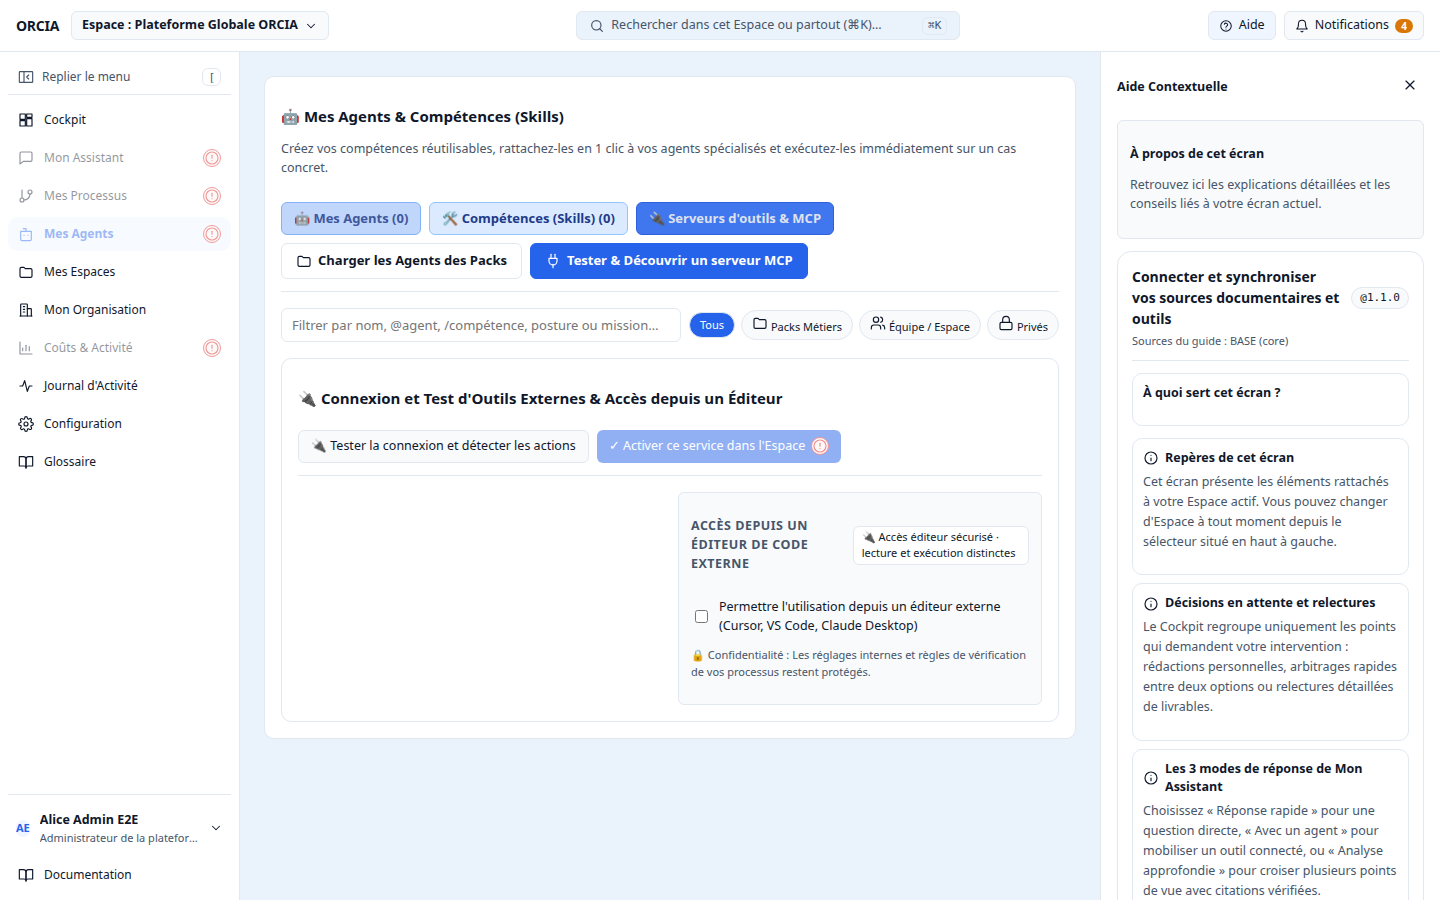 ORCIA
Espace : Plateforme Globale ORCIA
Rechercher dans cet Espace ou partout (⌘K)...
⌘K
Aide
Notifications 4
Replier le menu
[
Cockpit
Mon Assistant
Mes Processus
Mes Agents
Mes Espaces
Mon Organisation
Coûts & Activité
Journal d'Activité
Configuration
Glossaire
AE
Alice Admin E2E
Administrateur de la platefor...
Documentation
🤖 Mes Agents & Compétences (Skills)
Créez vos compétences réutilisables, rattachez-les en 1 clic à vos agents spécialisés et exécutez-les immédiatement sur un cas
concret.
🤖 Mes Agents (0)
🛠️ Compétences (Skills) (0)
🔌 Serveurs d'outils & MCP
Charger les Agents des Packs
Tester & Découvrir un serveur MCP
Filtrer par nom, @agent, /compétence, posture ou mission...
Tous
Packs Métiers
Équipe / Espace
Privés
🔌 Connexion et Test d'Outils Externes & Accès depuis un Éditeur
🔌 Tester la connexion et détecter les actions
✓ Activer ce service dans l'Espace
ACCÈS DEPUIS UN
ÉDITEUR DE CODE
EXTERNE
🔌 Accès éditeur sécurisé ·
lecture et exécution distinctes
Permettre l'utilisation depuis un éditeur externe
(Cursor, VS Code, Claude Desktop)
🔒 Confidentialité : Les réglages internes et règles de vérification
de vos processus restent protégés.
Aide Contextuelle
À propos de cet écran
Retrouvez ici les explications détaillées et les
conseils liés à votre écran actuel.
Connecter et synchroniser
vos sources documentaires et
outils
@1.1.0
Sources du guide : BASE (core)
À quoi sert cet écran ?
Repères de cet écran
Cet écran présente les éléments rattachés
à votre Espace actif. Vous pouvez changer
d'Espace à tout moment depuis le
sélecteur situé en haut à gauche.
Décisions en attente et relectures
Le Cockpit regroupe uniquement les points
qui demandent votre intervention :
rédactions personnelles, arbitrages rapides
entre deux options ou relectures détaillées
de livrables.
Les 3 modes de réponse de Mon
Assistant
Choisissez « Réponse rapide » pour une
question directe, « Avec un agent » pour
mobiliser un outil connecté, ou « Analyse
approfondie » pour croiser plusieurs points
de vue avec citations vérifiées.